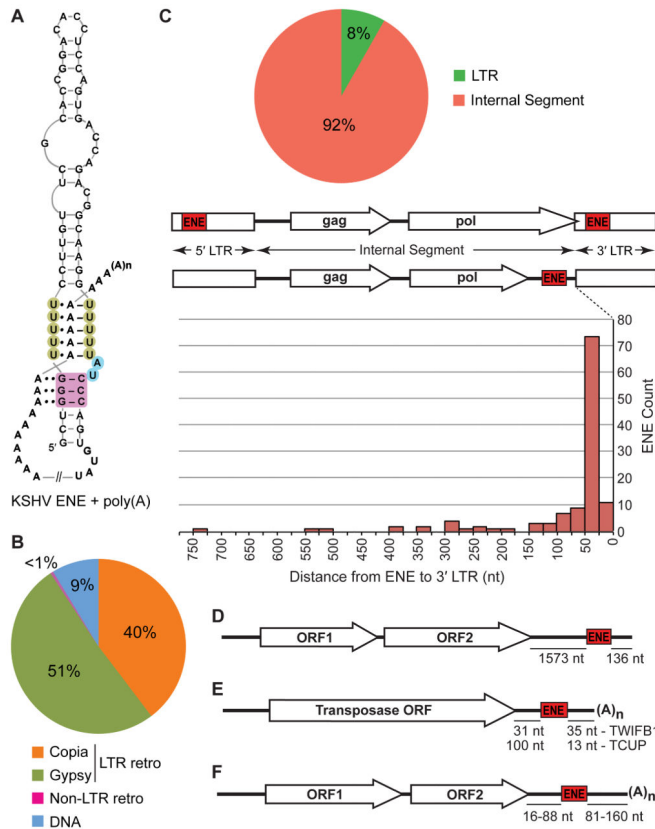 A
KSHV ENE + poly(A)
(A)n
5′
B
<1%
9%
40%
51%
Copia
Gypsy
LTR retro
Non-LTR retro
DNA
C
8%
92%
LTR
Internal Segment
ENE
gag
pol
ENE
5′ LTR
Internal Segment
3′ LTR
gag
pol
ENE
80
70
60
50
40
30
20
10
0
ENE Count
750
700
650
600
550
500
450
400
350
300
250
200
150
100
50
0
Distance from ENE to 3′ LTR (nt)
D
ORF1
ORF2
ENE
1573 nt
136 nt
E
Transposase ORF
ENE
(A)n
31 nt
35 nt - TWIFB1
100 nt
13 nt - TCUP
F
ORF1
ORF2
ENE
(A)n
16-88 nt
81-160 nt